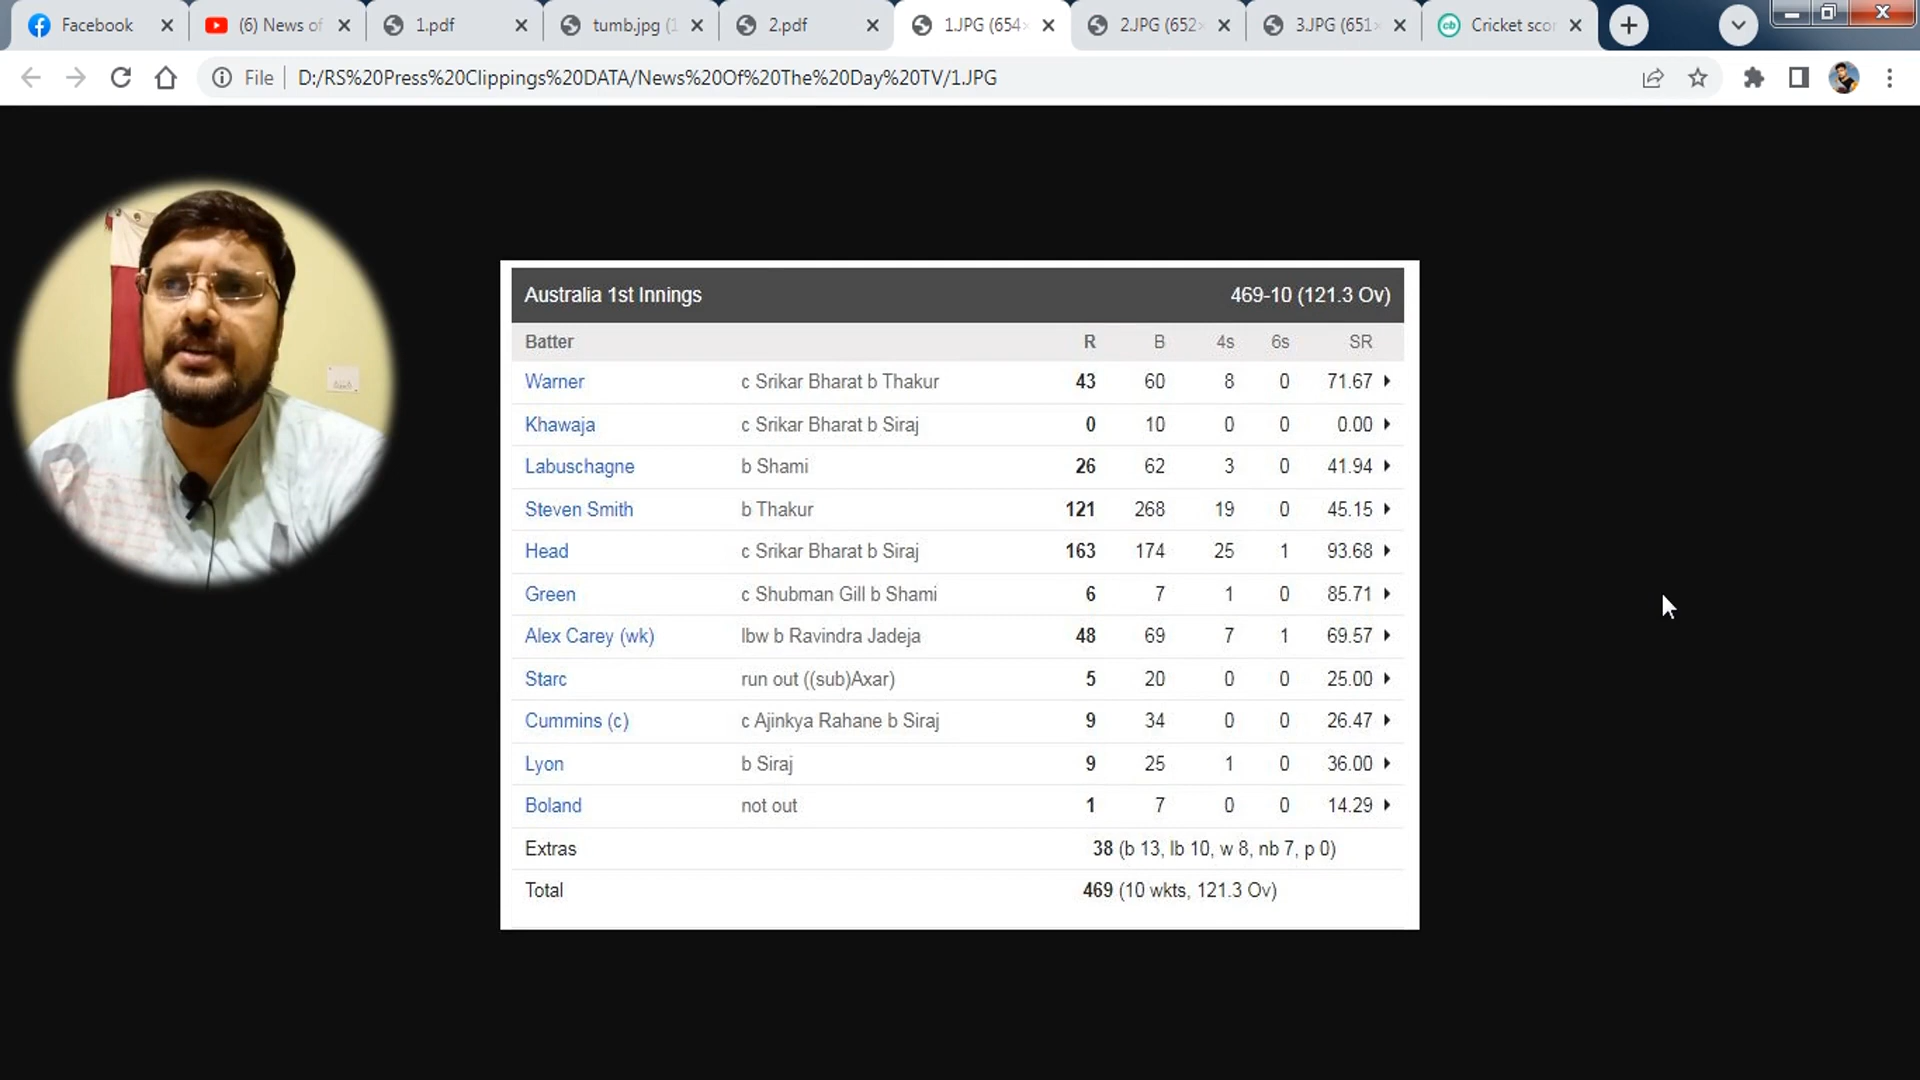 Facebook
(6) News of
1.pdf
tumb.jpg (1
2.pdf
1.JPG (654×
2.JPG (652×
3.JPG (651×
cb Cricket scor
File D:/RS%20Press%20Clippings%20DATA/News%20Of%20The%20Day%20TV/1.JPG
Australia 1st Innings 469-10 (121.3 Ov)
Batter R B 4s 6s SR
Warner c Srikar Bharat b Thakur 43 60 8 0 71.67
Khawaja c Srikar Bharat b Siraj 0 10 0 0 0.00
Labuschagne b Shami 26 62 3 0 41.94
Steven Smith b Thakur 121 268 19 0 45.15
Head c Srikar Bharat b Siraj 163 174 25 1 93.68
Green c Shubman Gill b Shami 6 7 1 0 85.71
Alex Carey (wk) lbw b Ravindra Jadeja 48 69 7 1 69.57
Starc run out ((sub)Axar) 5 20 0 0 25.00
Cummins (c) c Ajinkya Rahane b Siraj 9 34 0 0 26.47
Lyon b Siraj 9 25 1 0 36.00
Boland not out 1 7 0 0 14.29
Extras 38 (b 13, lb 10, w 8, nb 7, p 0)
Total 469 (10 wkts, 121.3 Ov)